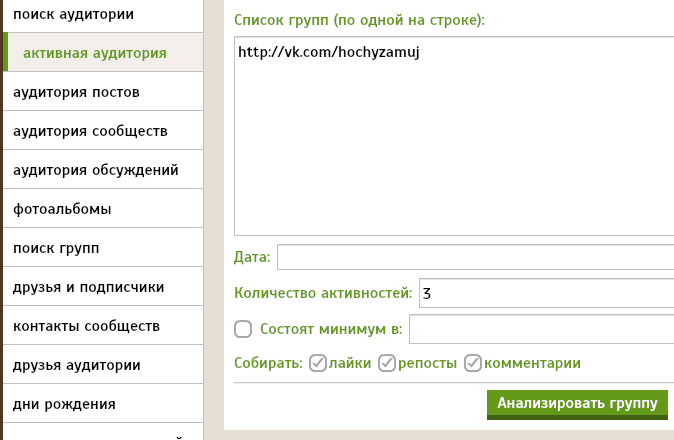 поиск аудитории
активная аудитория
аудитория постов
аудитория сообществ
аудитория обсуждений
фотоальбомы
поиск групп
друзья и подписчики
контакты сообществ
друзья аудитории
дни рождения
Список групп (по одной на строке):
http://vk.com/hochyzamuj
Дата:
Количество активностей: 3
Состоят минимум в:
Собирать: лайки репосты комментарии
Анализировать группу